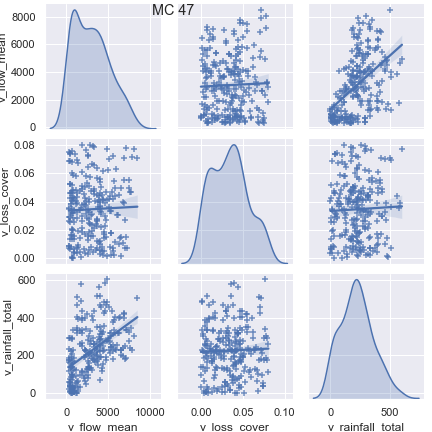 MC 47
8000
6000
4000
2000
0
v_flow_mean
0.08
0.06
0.04
0.02
0.00
v_loss_cover
600
400
200
0
v_rainfall_total
0 5000 10000
0.00 0.05 0.10
0 500
v_flow_mean v_loss_cover v_rainfall_total